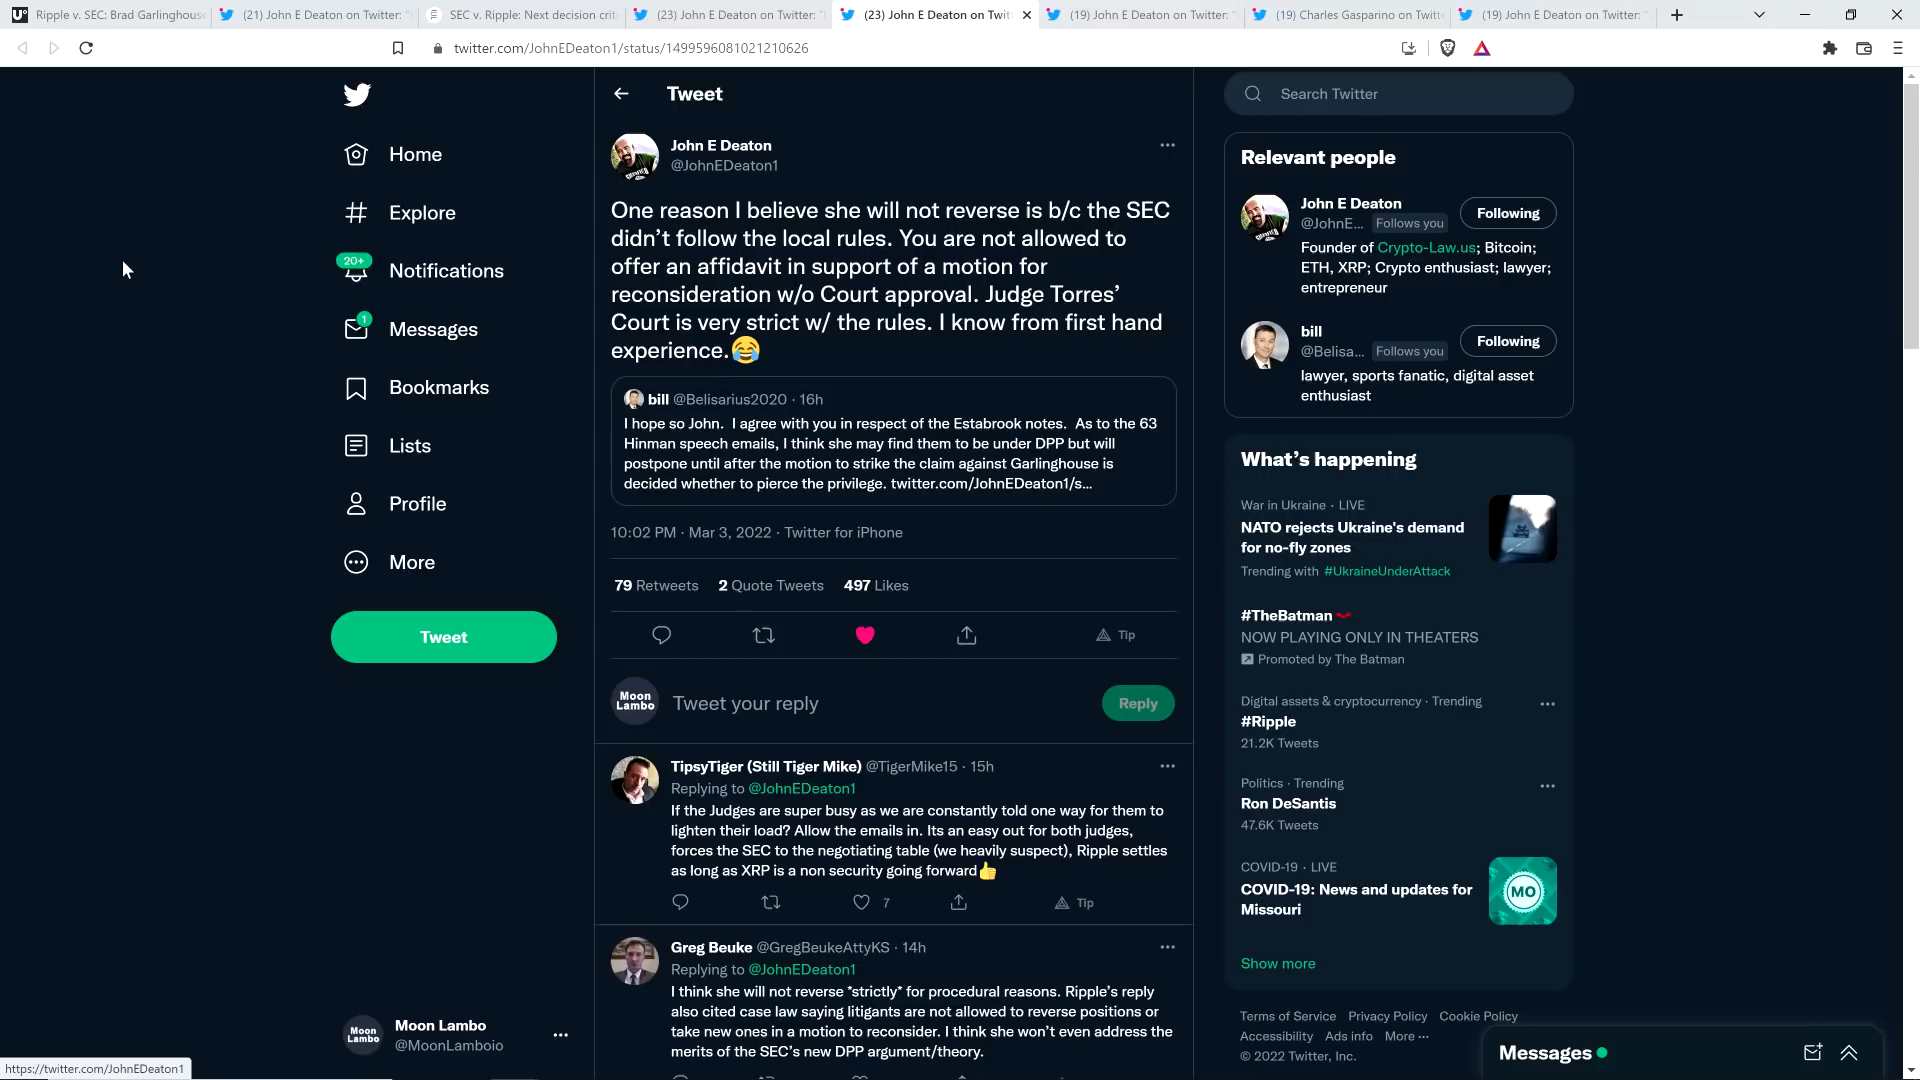 Ripple v. SEC: Brad Garlinghouse
(21) John E Deaton on Twitter: "
SEC v. Ripple: Next decision crit
(23) John E Deaton on Twitter: "
(23) John E Deaton on Twitt
(19) John E Deaton on Twitter: "
(19) Charles Gasparino on Twitte
(19) John E Deaton on Twitter: "
twitter.com/JohnEDeaton1/status/1499596081021210626
Home
Explore
20+
Notifications
1
Messages
Bookmarks
Lists
Profile
More
Tweet
Moon Lambo
Moon Lambo
@MoonLamboio
https://twitter.com/JohnEDeaton1
Tweet
John E Deaton
@JohnEDeaton1
One reason I believe she will not reverse is b/c the SEC
didn’t follow the local rules. You are not allowed to
offer an affidavit in support of a motion for
reconsideration w/o Court approval. Judge Torres’
Court is very strict w/ the rules. I know from first hand
experience.😂
bill @Belisarius2020 · 16h
I hope so John. I agree with you in respect of the Estabrook notes. As to the 63
Hinman speech emails, I think she may find them to be under DPP but will
postpone until after the motion to strike the claim against Garlinghouse is
decided whether to pierce the privilege. twitter.com/JohnEDeaton1/s…
10:02 PM · Mar 3, 2022 · Twitter for iPhone
79 Retweets 2 Quote Tweets 497 Likes
Tip
Moon Lambo
Tweet your reply
Reply
TipsyTiger (Still Tiger Mike) @TigerMike15 · 15h
Replying to @JohnEDeaton1
If the Judges are super busy as we are constantly told one way for them to
lighten their load? Allow the emails in. Its an easy out for both judges,
forces the SEC to the negotiating table (we heavily suspect), Ripple settles
as long as XRP is a non security going forward👍
7
Tip
Greg Beuke @GregBeukeAttyKS · 14h
Replying to @JohnEDeaton1
I think she will not reverse *strictly* for procedural reasons. Ripple’s reply
also cited case law saying litigants are not allowed to reverse positions or
take new ones in a motion to reconsider. I think she won’t even address the
merits of the SEC’s new DPP argument/theory.
Search Twitter
Relevant people
John E Deaton
@JohnE... Follows you
Following
Founder of Crypto-Law.us; Bitcoin;
ETH, XRP; Crypto enthusiast; lawyer;
entrepreneur
bill
@Belisa... Follows you
Following
lawyer, sports fanatic, digital asset
enthusiast
What’s happening
War in Ukraine · LIVE
NATO rejects Ukraine's demand
for no-fly zones
Trending with #UkraineUnderAttack
#TheBatman
NOW PLAYING ONLY IN THEATERS
Promoted by The Batman
Digital assets & cryptocurrency · Trending
#Ripple
21.2K Tweets
Politics · Trending
Ron DeSantis
47.6K Tweets
COVID-19 · LIVE
COVID-19: News and updates for
Missouri
MO
Show more
Terms of Service Privacy Policy Cookie Policy
Accessibility Ads info More ···
© 2022 Twitter, Inc.
Messages